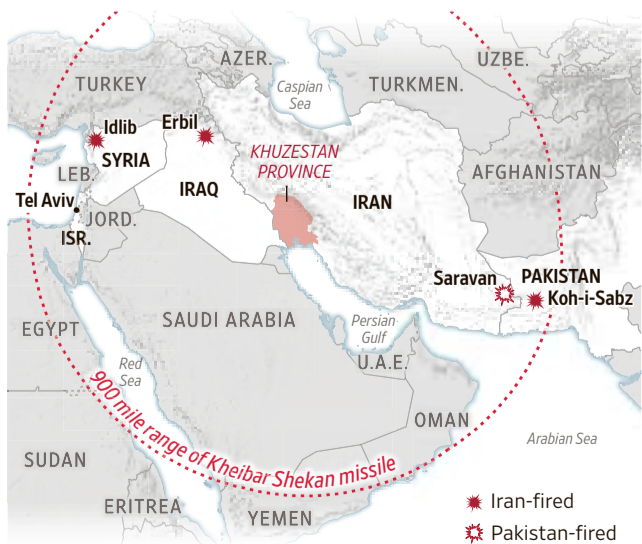 AZER.
UZBE.
TURKEY
Caspian
Sea
TURKMEN.
Idlib
Erbil
SYRIA
KHUZESTAN
PROVINCE
AFGHANISTAN
LEB.
IRAQ
IRAN
Tel Aviv
JORD.
ISR.
Saravan
PAKISTAN
Koh-i-Sabz
EGYPT
SAUDI ARABIA
Persian
Gulf
U.A.E.
Red
Sea
900 mile range of Kheibar Shekan missile
OMAN
Arabian Sea
SUDAN
ERITREA
YEMEN
Iran-fired
Pakistan-fired